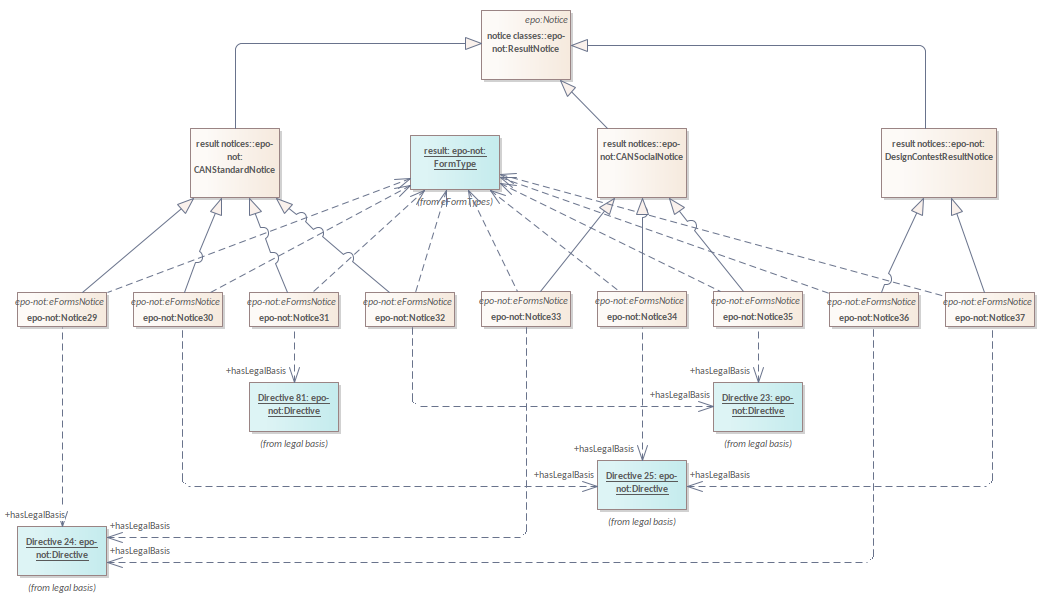 epo:Notice
notice classes::epo-
not:ResultNotice
result notices::epo-
not:
CANStandardNotice
result: epo-not:
FormType
(from eFormTypes)
result notices::epo-
not:CANSocialNotice
result notices::epo-not:
DesignContestResultNotice
epo-not:eFormsNotice
epo-not:Notice29
epo-not:eFormsNotice
epo-not:Notice30
epo-not:eFormsNotice
epo-not:Notice31
epo-not:eFormsNotice
epo-not:Notice32
epo-not:eFormsNotice
epo-not:Notice33
epo-not:eFormsNotice
epo-not:Notice34
epo-not:eFormsNotice
epo-not:Notice35
epo-not:eFormsNotice
epo-not:Notice36
epo-not:eFormsNotice
epo-not:Notice37
+hasLegalBasis
Directive 81: epo-
not:Directive
(from legal basis)
+hasLegalBasis
+hasLegalBasis
Directive 23: epo-
not:Directive
(from legal basis)
+hasLegalBasis
+hasLegalBasis
+hasLegalBasis
Directive 25: epo-
not:Directive
(from legal basis)
+hasLegalBasis
+hasLegalBasis
+hasLegalBasis
Directive 24: epo-
not:Directive
(from legal basis)